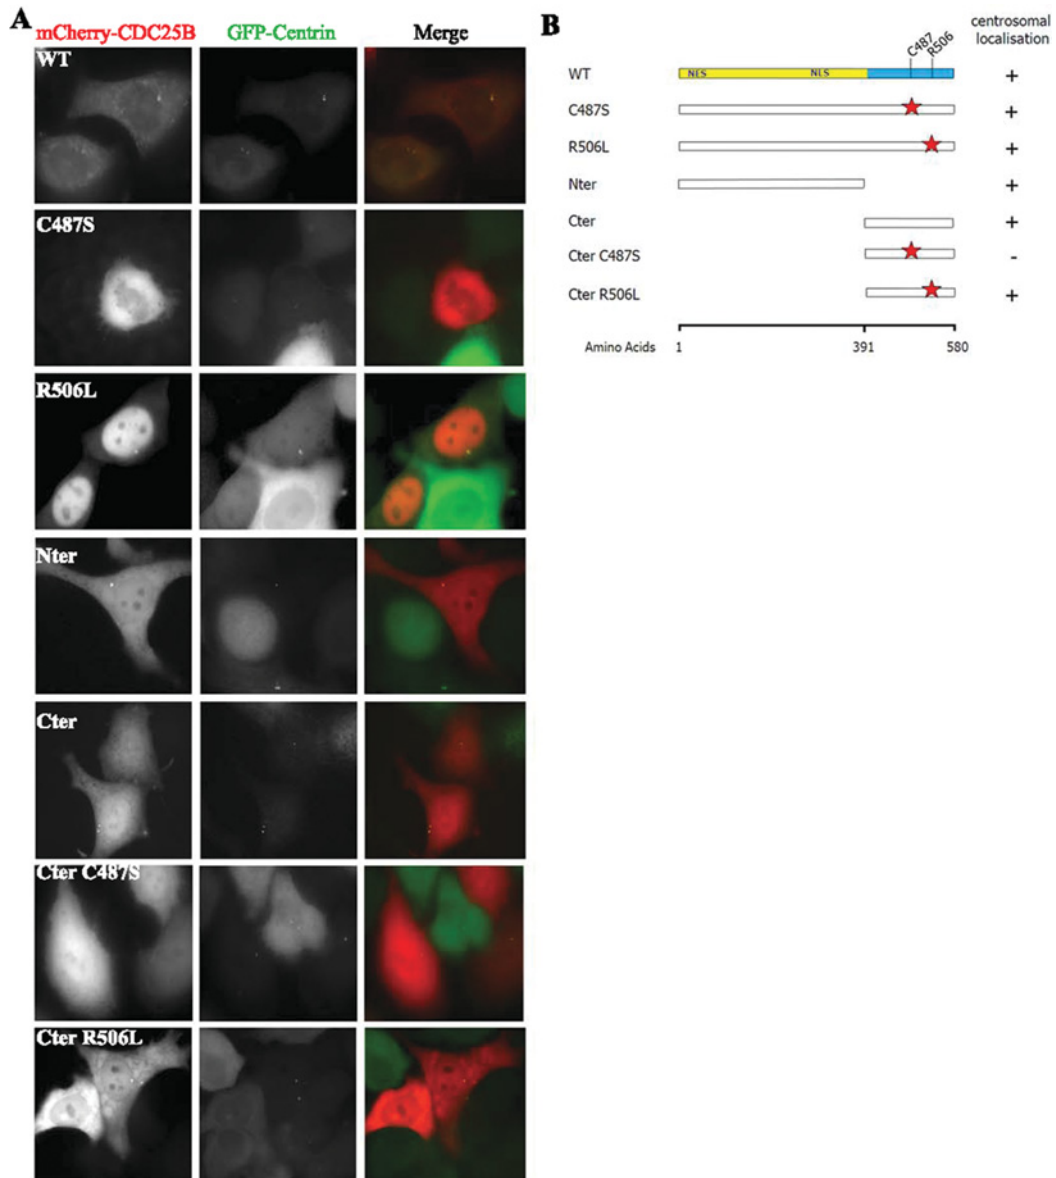 A
mCherry-CDC25B GFP-Centrin Merge
WT
C487S
R506L
Nter
Cter
Cter C487S
Cter R506L
B
centrosomal
localisation
C487
R506
WT NES NLS +
C487S +
R506L +
Nter +
Cter +
Cter C487S -
Cter R506L +
Amino Acids 1 391 580